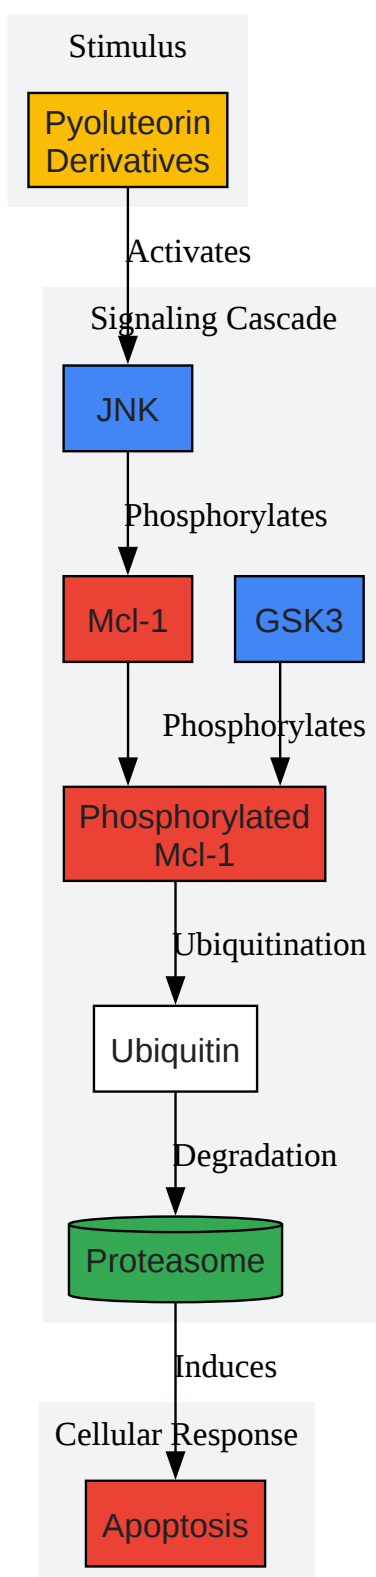 Stimulus
Pyoluteorin
Derivatives
Activates
Signaling Cascade
JNK
Phosphorylates
Mcl-1
GSK3
Phosphorylates
Phosphorylated
Mcl-1
Ubiquitination
Ubiquitin
Degradation
Proteasome
Induces
Cellular Response
Apoptosis